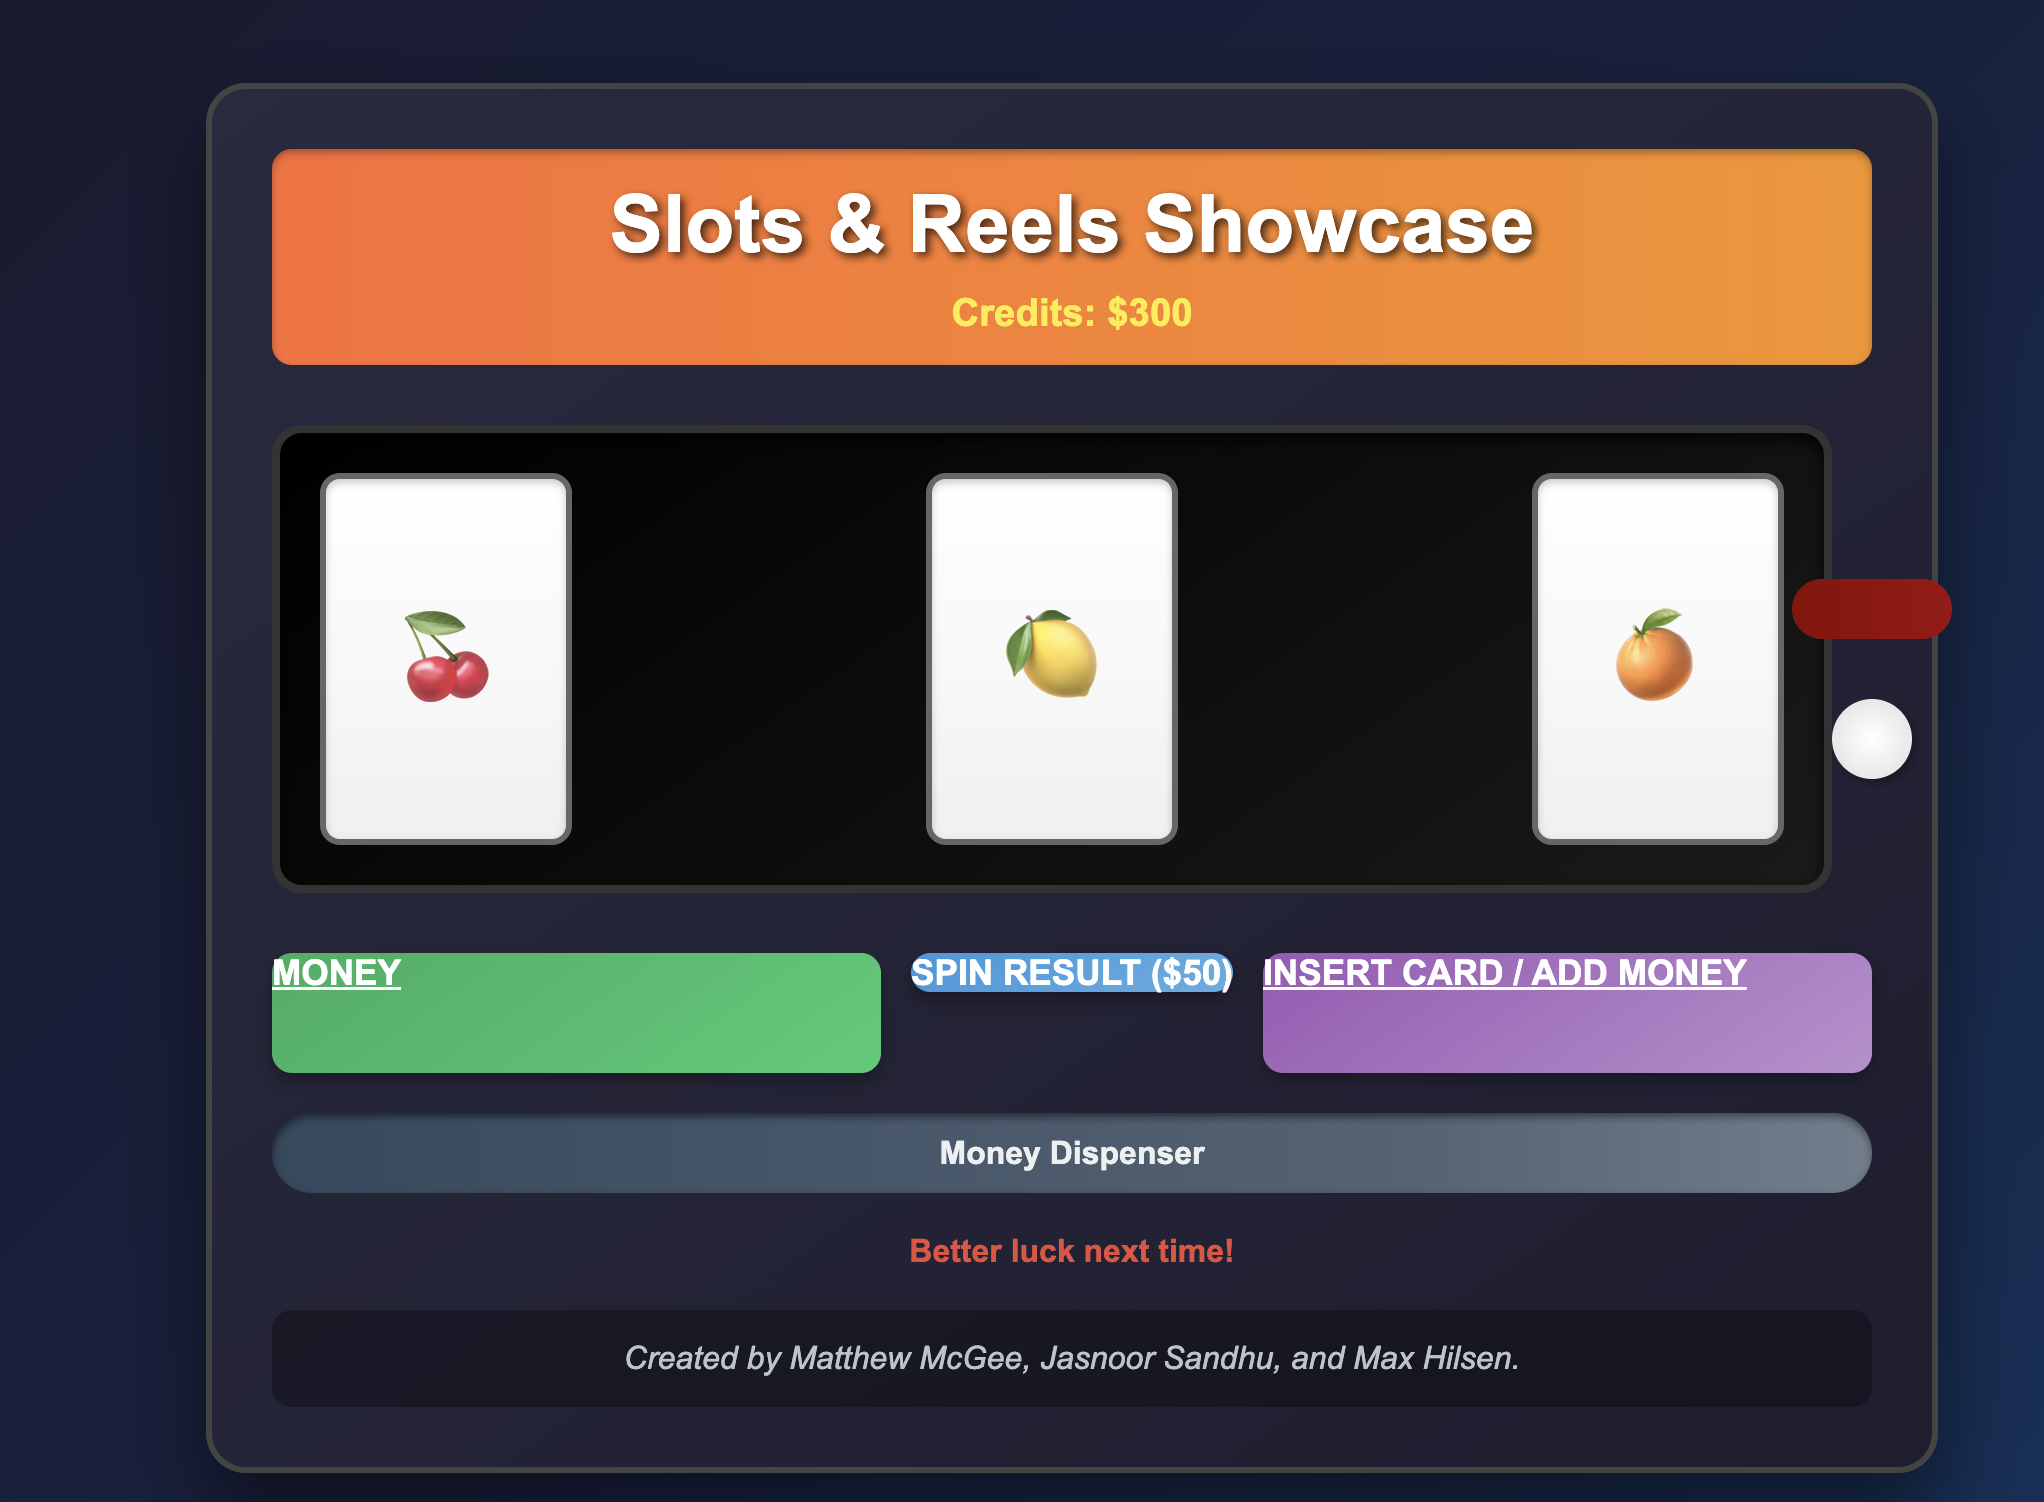 Slots & Reels Showcase
Credits: $300
MONEY
SPIN RESULT ($50)
INSERT CARD / ADD MONEY
Money Dispenser
Better luck next time!
Created by Matthew McGee, Jasnoor Sandhu, and Max Hilsen.